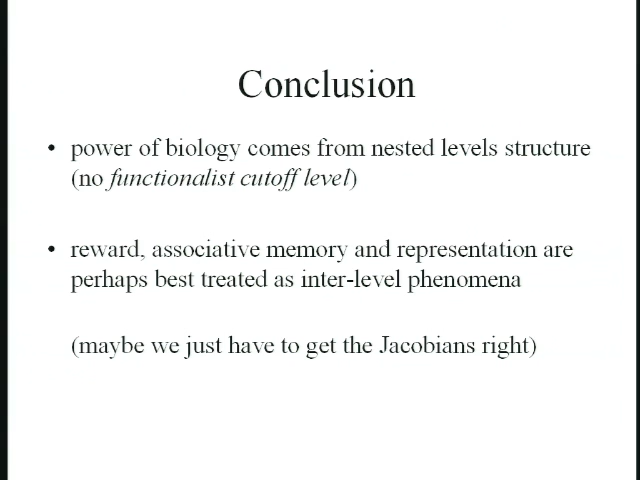 Conclusion
• power of biology comes from nested levels structure
(no functionalist cutoff level)
• reward, associative memory and representation are
perhaps best treated as inter-level phenomena
(maybe we just have to get the Jacobians right)